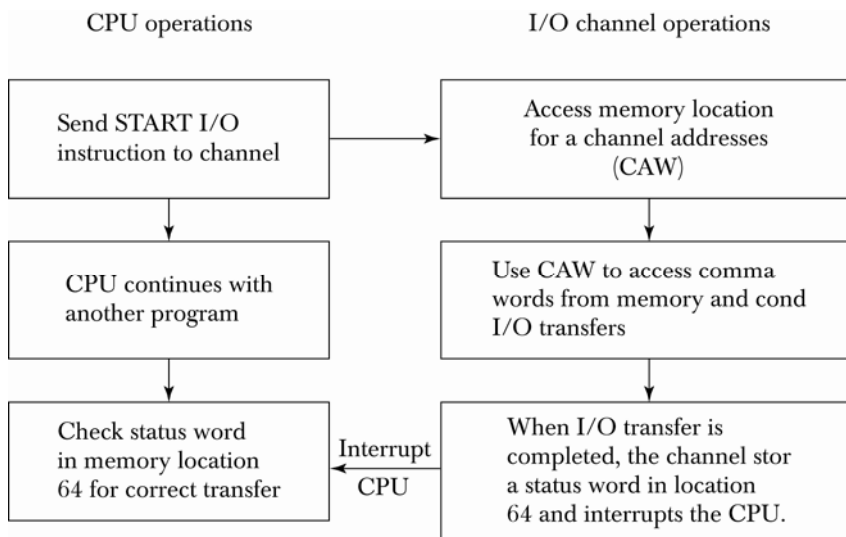 CPU operations
I/O channel operations
Send START I/O
instruction to channel
Access memory location
for a channel addresses
(CAW)
CPU continues with
another program
Use CAW to access comma
words from memory and cond
I/O transfers
Check status word
in memory location
64 for correct transfer
Interrupt
CPU
When I/O transfer is
completed, the channel stor
a status word in location
64 and interrupts the CPU.